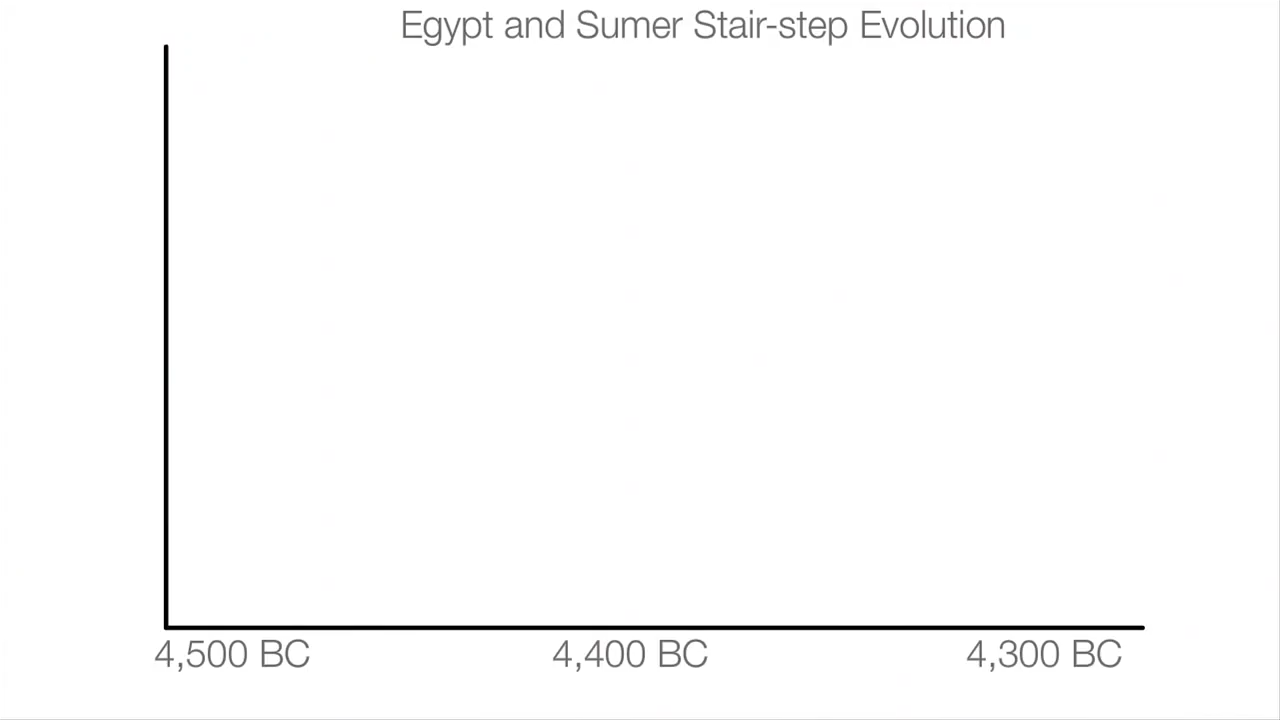 Egypt and Sumer Stair-step Evolution
4,500 BC 4,400 BC 4,300 BC